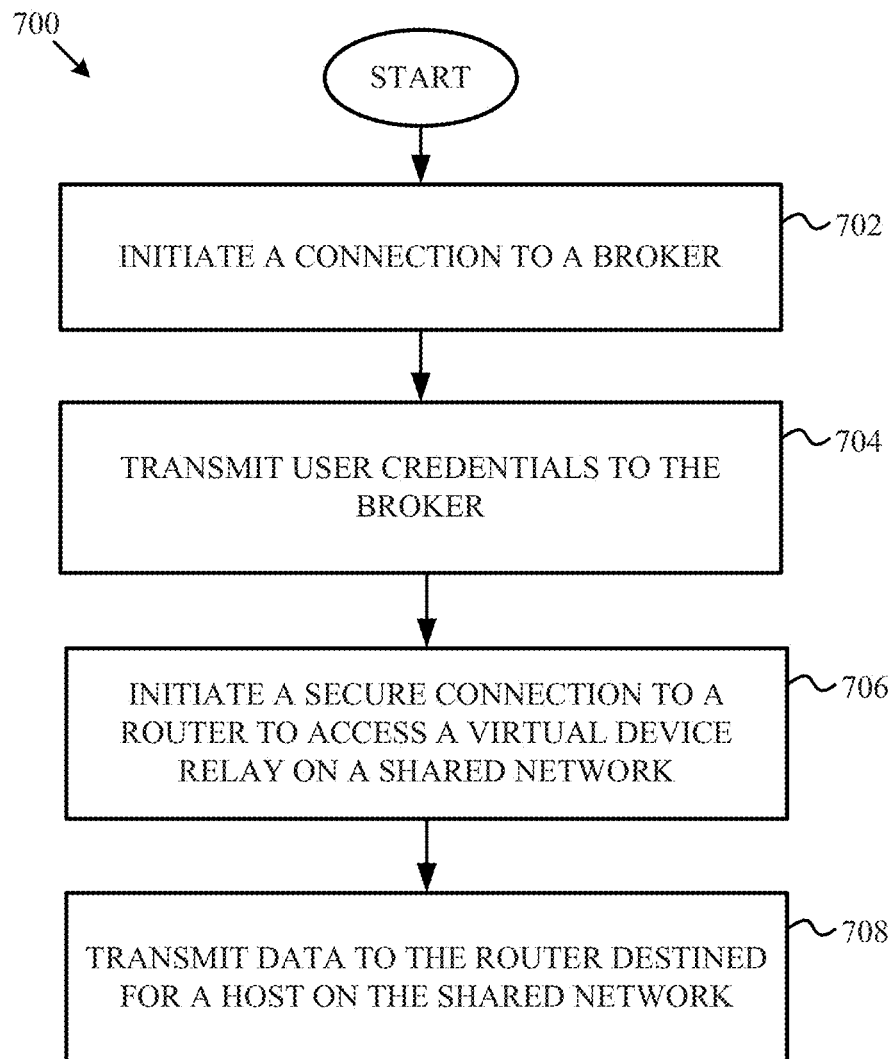 700
START
INITIATE A CONNECTION TO A BROKER
702
TRANSMIT USER CREDENTIALS TO THE
BROKER
704
INITIATE A SECURE CONNECTION TO A
ROUTER TO ACCESS A VIRTUAL DEVICE
RELAY ON A SHARED NETWORK
706
TRANSMIT DATA TO THE ROUTER DESTINED
FOR A HOST ON THE SHARED NETWORK
708